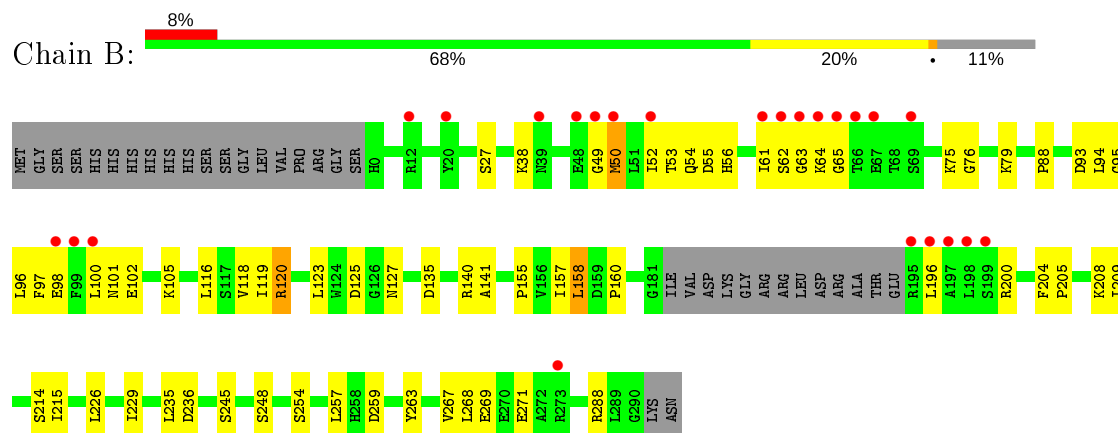 8%
Chain B:
68% 20% • 11%
MET GLY SER SER HIS HIS HIS HIS HIS HIS SER SER GLY LEU VAL PRO ARG GLY SER H0 R12 Y20 S27 K38 N39 E48 G49 M50 L51 I52 T53 Q54 D55 H56 I61 S62 G63 K64 G65 T66 E67 T68 S69 K75 G76 K79 P88 D93 L94
L96 F97 E98 F99 L100 N101 E102 K105 L116 S117 V118 I119 R120 L123 W124 D125 G126 N127 D135 R140 A141 P155 V156 I157 L158 D159 P160 G181 ILE VAL ASP LYS GLY ARG ARG LEU ASP ARG ALA THR GLU R195 L196 A197 L198 S199 R200 F204 P205 K208
S214 I215 L226 I229 L235 D236 S245 S248 S254 L257 H258 D259 Y263 V267 L268 E269 E270 E271 A272 R273 R288 L289 G290 LYS ASN